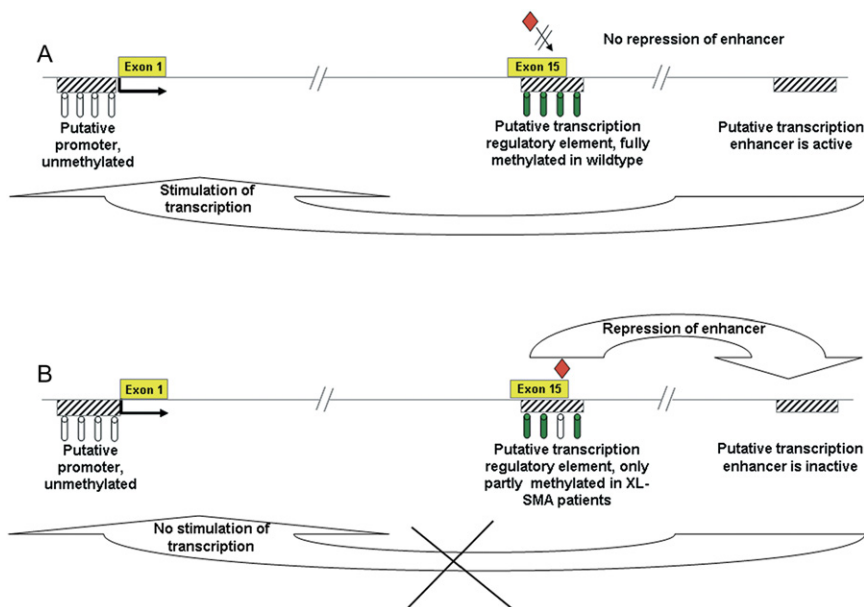 A
No repression of enhancer
Exon 1
Exon 15
Putative
promoter,
unmethylated
Putative transcription
regulatory element, fully
methylated in wildtype
Putative transcription
enhancer is active
Stimulation of
transcription
Repression of enhancer
B
Exon 1
Exon 15
Putative
promoter,
unmethylated
Putative transcription
regulatory element, only
partly methylated in XL-
SMA patients
Putative transcription
enhancer is inactive
No stimulation of
transcription